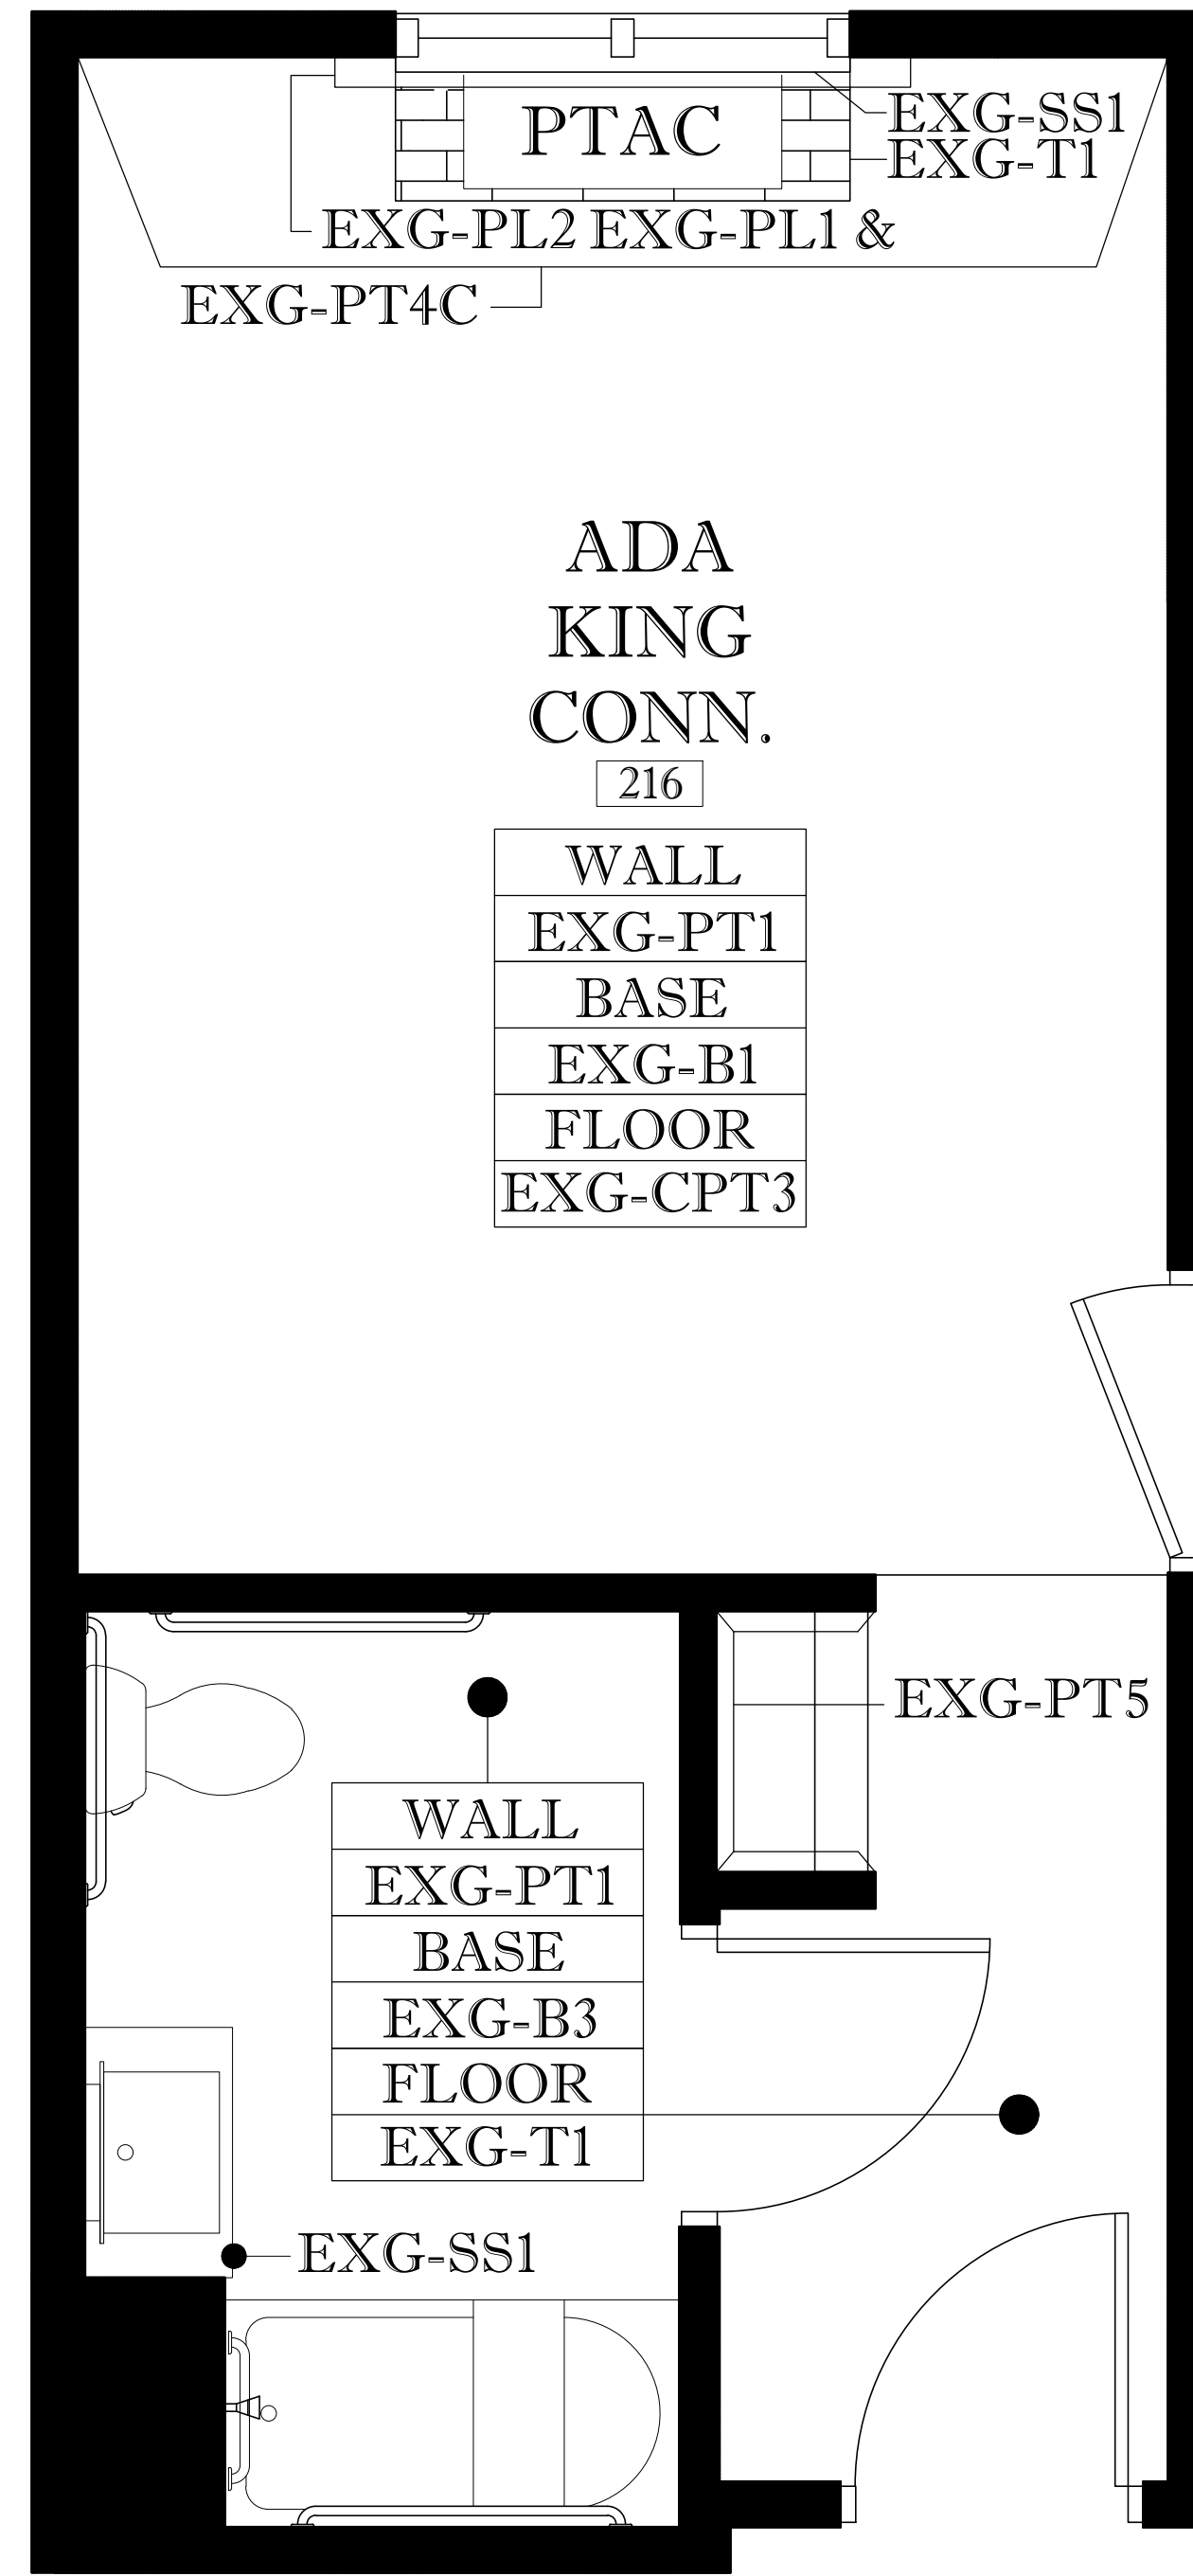 PTAC
EXG-SS1
EXG-T1
EXG-PL2 EXG-PL1 &
EXG-PT4C
ADA
KING
CONN.
216
WALL
EXG-PT1
BASE
EXG-B1
FLOOR
EXG-CPT3
EXG-PT5
WALL
EXG-PT1
BASE
EXG-B3
FLOOR
EXG-T1
EXG-SS1